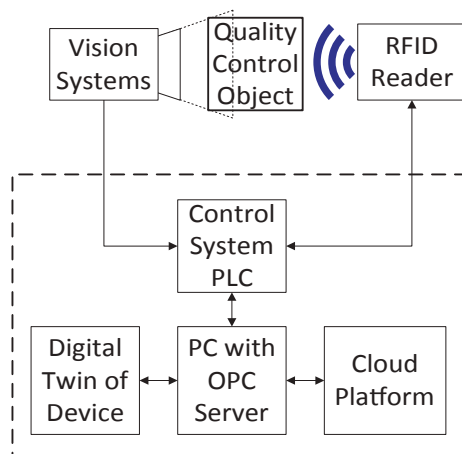 Vision
Systems
Quality
Control
Object
RFID
Reader
Control
System
PLC
Digital
Twin of
Device
PC with
OPC
Server
Cloud
Platform